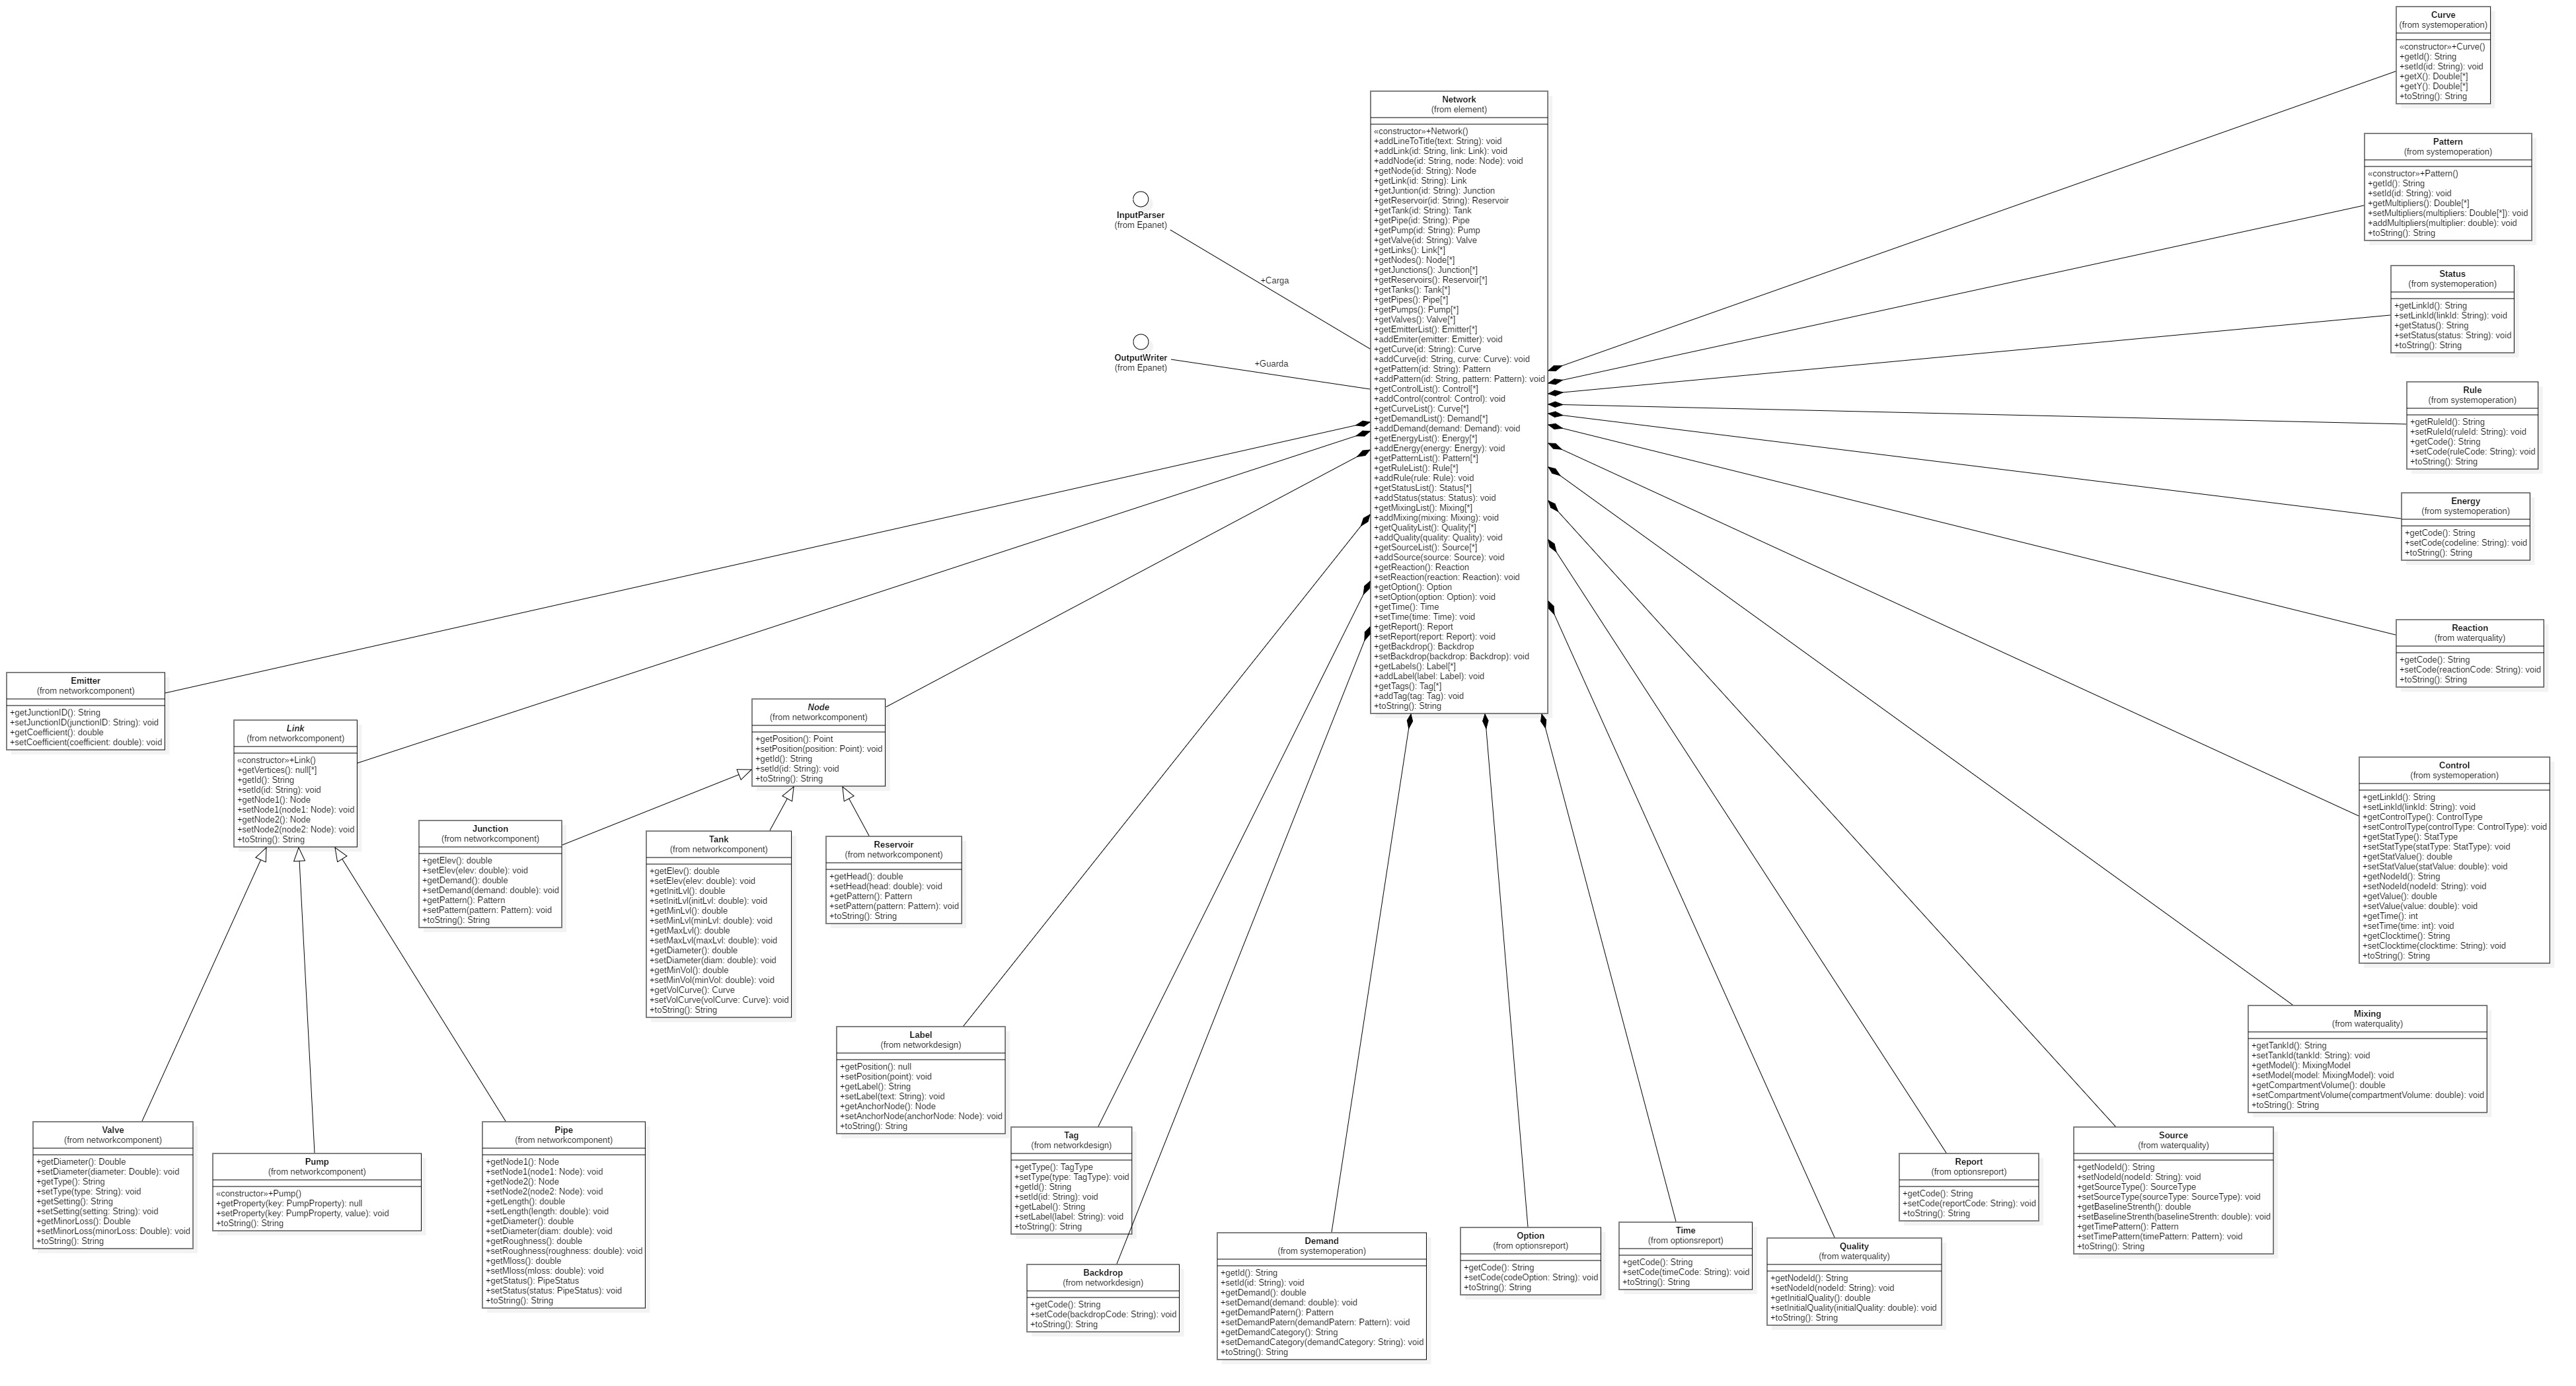 Curve
(from systemoperation)
«constructor»+Curve()
+getId(): String
+setId(id: String): void
+getX(): Double[*]
+getY(): Double[*]
+toString(): String
Network
(from element)
«constructor»+Network()
+addLineToTitle(text: String): void
+addLink(id: String, link: Link): void
+addNode(id: String, node: Node): void
+getNode(id: String): Node
+getLink(id: String): Link
+getJuntion(id: String): Junction
+getReservoir(id: String): Reservoir
+getTank(id: String): Tank
+getPipe(id: String): Pipe
+getPump(id: String): Pump
+getValve(id: String): Valve
+getLinks(): Link[*]
+getNodes(): Node[*]
+getJunctions(): Junction[*]
+getReservoirs(): Reservoir[*]
+getTanks(): Tank[*]
+getPipes(): Pipe[*]
+getPumps(): Pump[*]
+getValves(): Valve[*]
+getEmitterList(): Emitter[*]
+addEmiter(emitter: Emitter): void
+getCurve(id: String): Curve
+addCurve(id: String, curve: Curve): void
+getPattern(id: String): Pattern
+addPattern(id: String, pattern: Pattern): void
+getControlList(): Control[*]
+addControl(control: Control): void
+getCurveList(): Curve[*]
+getDemandList(): Demand[*]
+addDemand(demand: Demand): void
+getEnergyList(): Energy[*]
+addEnergy(energy: Energy): void
+getPatternList(): Pattern[*]
+getRuleList(): Rule[*]
+addRule(rule: Rule): void
+getStatusList(): Status[*]
+addStatus(status: Status): void
+getMixingList(): Mixing[*]
+addMixing(mixing: Mixing): void
+getQualityList(): Quality[*]
+addQuality(quality: Quality): void
+getSourceList(): Source[*]
+addSource(source: Source): void
+getReaction(): Reaction
+setReaction(reaction: Reaction): void
+getOption(): Option
+setOption(option: Option): void
+getTime(): Time
+setTime(time: Time): void
+getReport(): Report
+setReport(report: Report): void
+getBackdrop(): Backdrop
+setBackdrop(backdrop: Backdrop): void
+getLabels(): Label[*]
+addLabel(label: Label): void
+getTags(): Tag[*]
+addTag(tag: Tag): void
+toString(): String
Pattern
(from systemoperation)
«constructor»+Pattern()
+getId(): String
+setId(id: String): void
+getMultipliers(): Double[*]
+setMultipliers(multipliers: Double[*]): void
+addMultipliers(multiplier: double): void
+toString(): String
InputParser
(from Epanet)
+Carga
OutputWriter
(from Epanet)
+Guarda
Status
(from systemoperation)
+getLinkId(): String
+setLinkId(linkId: String): void
+getStatus(): String
+setStatus(status: String): void
+toString(): String
Rule
(from systemoperation)
+getRuleId(): String
+setRuleId(ruleId: String): void
+getCode(): String
+setCode(ruleCode: String): void
+toString(): String
Energy
(from systemoperation)
+getCode(): String
+setCode(codeline: String): void
+toString(): String
Reaction
(from waterquality)
+getCode(): String
+setCode(reactionCode: String): void
+toString(): String
Emitter
(from networkcomponent)
+getJunctionID(): String
+setJunctionID(junctionID: String): void
+getCoefficient(): double
+setCoefficient(coefficient: double): void
Link
(from networkcomponent)
«constructor»+Link()
+getVertices(): null[*]
+getId(): String
+setId(id: String): void
+getNode1(): Node
+setNode1(node1: Node): void
+getNode2(): Node
+setNode2(node2: Node): void
+toString(): String
Node
(from networkcomponent)
+getPosition(): Point
+setPosition(position: Point): void
+getId(): String
+setId(id: String): void
+toString(): String
Junction
(from networkcomponent)
+getElev(): double
+setElev(elev: double): void
+getDemand(): double
+setDemand(demand: double): void
+getPattern(): Pattern
+setPattern(pattern: Pattern): void
+toString(): String
Tank
(from networkcomponent)
+getElev(): double
+setElev(elev: double): void
+getInitLvl(): double
+setInitLvl(initLvl: double): void
+getMinLvl(): double
+setMinLvl(minLvl: double): void
+getMaxLvl(): double
+setMaxLvl(maxLvl: double): void
+getDiameter(): double
+setDiameter(diam: double): void
+getMinVol(): double
+setMinVol(minVol: double): void
+getVolCurve(): Curve
+setVolCurve(volCurve: Curve): void
+toString(): String
Reservoir
(from networkcomponent)
+getHead(): double
+setHead(head: double): void
+getPattern(): Pattern
+setPattern(pattern: Pattern): void
+toString(): String
Control
(from systemoperation)
+getLinkId(): String
+setLinkId(linkId: String): void
+getControlType(): ControlType
+setControlType(controlType: ControlType): void
+getStatType(): StatType
+setStatType(statType: StatType): void
+getStatValue(): double
+setStatValue(statValue: double): void
+getNodeId(): String
+setNodeId(nodeId: String): void
+getValue(): double
+setValue(value: double): void
+getTime(): int
+setTime(time: int): void
+getClocktime(): String
+setClocktime(clocktime: String): void
+toString(): String
Mixing
(from waterquality)
+getTankId(): String
+setTankId(tankId: String): void
+getModel(): MixingModel
+setModel(model: MixingModel): void
+getCompartmentVolume(): double
+setCompartmentVolume(compartmentVolume: double): void
+toString(): String
Label
(from networkdesign)
+getPosition(): null
+setPosition(point): void
+getLabel(): String
+setLabel(text: String): void
+getAnchorNode(): Node
+setAnchorNode(anchorNode: Node): void
+toString(): String
Valve
(from networkcomponent)
+getDiameter(): Double
+setDiameter(diameter: Double): void
+getType(): String
+setType(type: String): void
+getSetting(): String
+setSetting(setting: String): void
+getMinorLoss(): Double
+setMinorLoss(minorLoss: Double): void
+toString(): String
Pump
(from networkcomponent)
«constructor»+Pump()
+getProperty(key: PumpProperty): null
+setProperty(key: PumpProperty, value): void
+toString(): String
Pipe
(from networkcomponent)
+getNode1(): Node
+setNode1(node1: Node): void
+getNode2(): Node
+setNode2(node2: Node): void
+getLength(): double
+setLength(length: double): void
+getDiameter(): double
+setDiameter(diam: double): void
+getRoughness(): double
+setRoughness(roughness: double): void
+getMloss(): double
+setMloss(mloss: double): void
+getStatus(): PipeStatus
+setStatus(status: PipeStatus): void
+toString(): String
Tag
(from networkdesign)
+getType(): TagType
+setType(type: TagType): void
+getId(): String
+setId(id: String): void
+getLabel(): String
+setLabel(label: String): void
+toString(): String
Backdrop
(from networkdesign)
+getCode(): String
+setCode(backdropCode: String): void
+toString(): String
Demand
(from systemoperation)
+getId(): String
+setId(id: String): void
+getDemand(): double
+setDemand(demand: double): void
+getDemandPatern(): Pattern
+setDemandPatern(demandPatern: Pattern): void
+getDemandCategory(): String
+setDemandCategory(demandCategory: String): void
+toString(): String
Option
(from optionsreport)
+getCode(): String
+setCode(codeOption: String): void
+toString(): String
Time
(from optionsreport)
+getCode(): String
+setCode(timeCode: String): void
+toString(): String
Quality
(from waterquality)
+getNodeId(): String
+setNodeId(nodeId: String): void
+getInitialQuality(): double
+setInitialQuality(initialQuality: double): void
+toString(): String
Report
(from optionsreport)
+getCode(): String
+setCode(reportCode: String): void
+toString(): String
Source
(from waterquality)
+getNodeId(): String
+setNodeId(nodeId: String): void
+getSourceType(): SourceType
+setSourceType(sourceType: SourceType): void
+getBaselineStrenth(): double
+setBaselineStrenth(baselineStrenth: double): void
+getTimePattern(): Pattern
+setTimePattern(timePattern: Pattern): void
+toString(): String